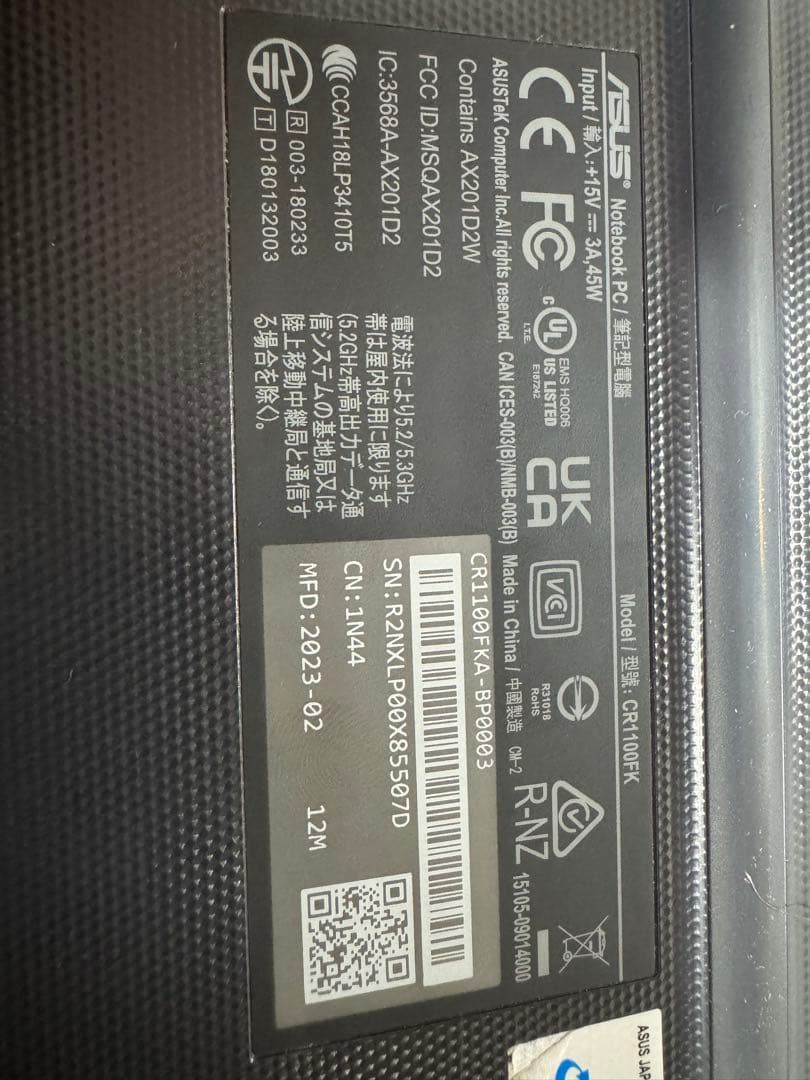 ASUS® Notebook PC / 筆記型電腦
Model / 型號: CR1100FK
Input / 輸入:+15V⎓ 3A,45W
CE FC
c UL US LISTED
I.T.E.
EMS HQ006
E187242
UK
CA
VCCI
R31018
RoHS
R-NZ
ASUSTeK Computer Inc.All rights reserved. CAN ICES-003(B)/NMB-003(B) Made in China / 中國製造 CM-2
15105-09014000
Contains AX201D2W
FCC ID:MSQAX201D2
IC:3568A-AX201D2
CCAH18LP3410T5
R 003-180233
T D180132003
電波法により5.2/5.3GHz
帯は屋内使用に限ります
(5.2GHz帯高出力データ通
信システムの基地局又は
陸上移動中継局と通信す
る場合を除く)。
CR1100FKA-BP0003
SN:R2NXLP00X85507D
CN:1N44
MFD:2023-02 12M
ASUS JAP